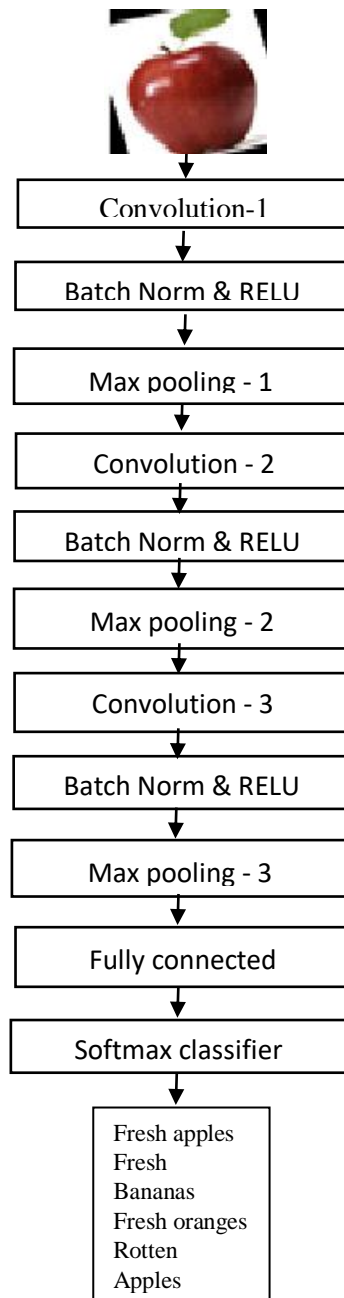 Convolution-1
Batch Norm & RELU
Max pooling - 1
Convolution - 2
Batch Norm & RELU
Max pooling - 2
Convolution - 3
Batch Norm & RELU
Max pooling - 3
Fully connected
Softmax classifier
Fresh apples
Fresh
Bananas
Fresh oranges
Rotten
Apples